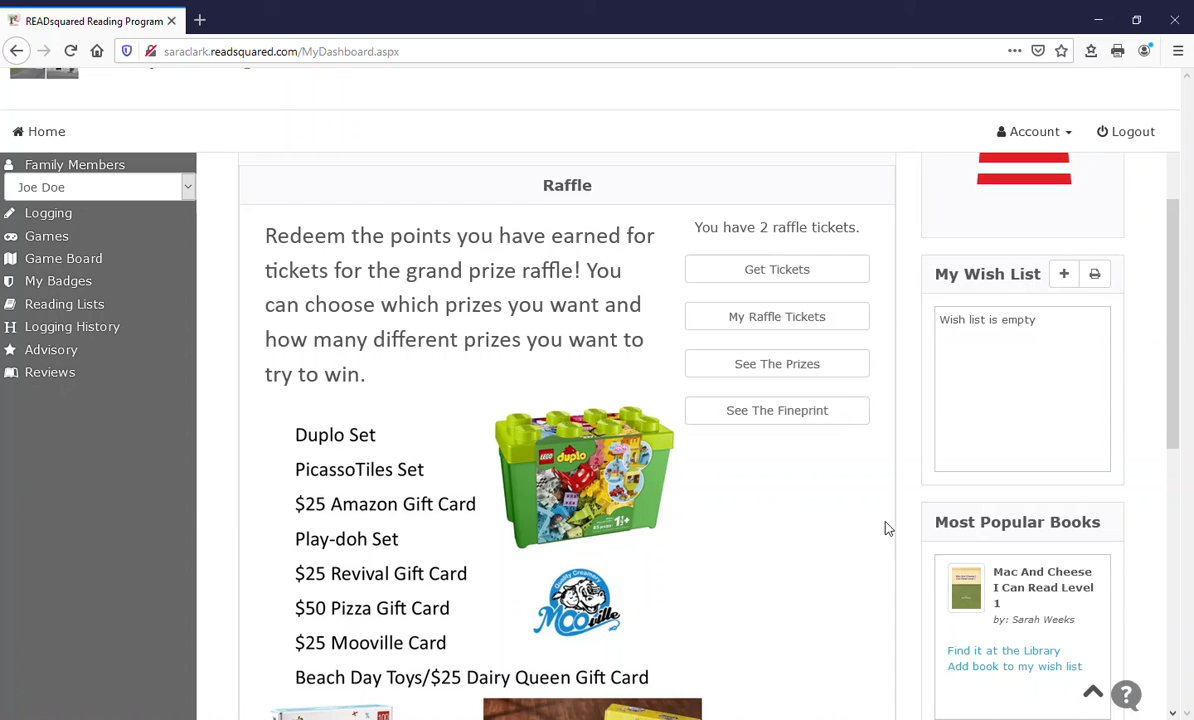 READsquared Reading Program
saraclark.readsquared.com/MyDashboard.aspx
Home
Account
Logout
Family Members
Joe Doe
Logging
Games
Game Board
My Badges
Reading Lists
Logging History
Advisory
Reviews
Raffle
Redeem the points you have earned for
tickets for the grand prize raffle! You
can choose which prizes you want and
how many different prizes you want to
try to win.
You have 2 raffle tickets.
Get Tickets
My Raffle Tickets
See The Prizes
See The Fineprint
Duplo Set
PicassoTiles Set
$25 Amazon Gift Card
Play-doh Set
$25 Revival Gift Card
$50 Pizza Gift Card
$25 Mooville Card
Beach Day Toys/$25 Dairy Queen Gift Card
LEGO duplo
1½+
Quality Creamery
Mooville
My Wish List
Wish list is empty
Most Popular Books
Mac And Cheese
I Can Read Level
1
by: Sarah Weeks
Find it at the Library
Add book to my wish list